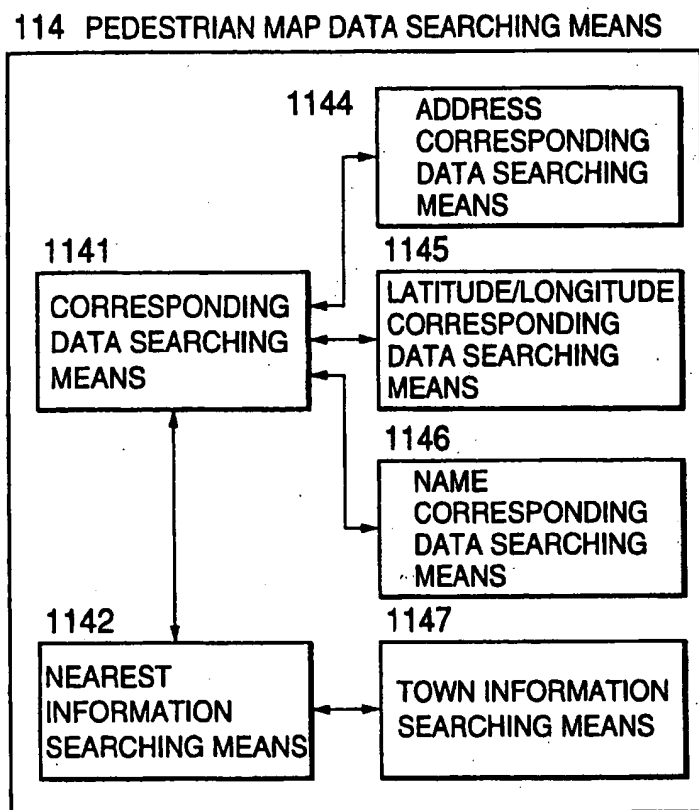 114 PEDESTRIAN MAP DATA SEARCHING MEANS
1144
ADDRESS
CORRESPONDING
DATA SEARCHING
MEANS
1141
CORRESPONDING
DATA SEARCHING
MEANS
1145
LATITUDE/LONGITUDE
CORRESPONDING
DATA SEARCHING
MEANS
1146
NAME
CORRESPONDING
DATA SEARCHING
MEANS
1142
NEAREST
INFORMATION
SEARCHING MEANS
1147
TOWN INFORMATION
SEARCHING MEANS